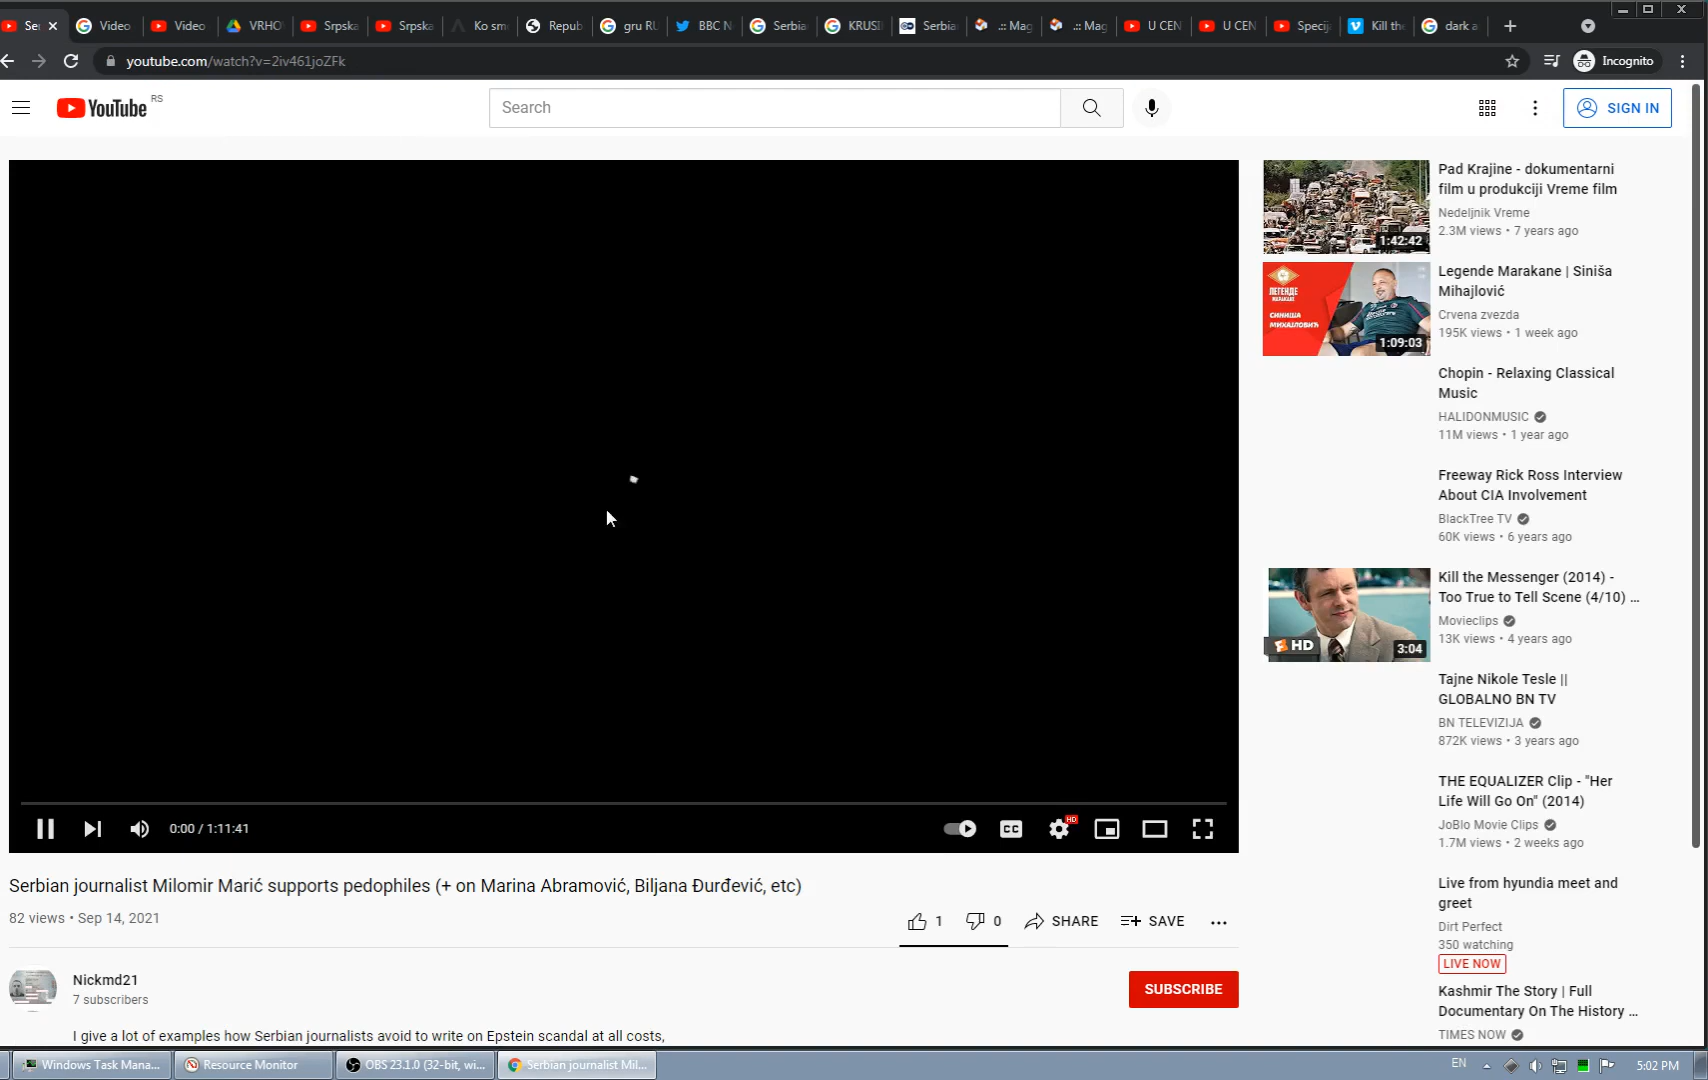 Se
Video
Video
VRHO
Srpska
Srpska
Ko sm
Repub
gru RU
BBC N
Serbia
KRUSI
Serbia
.:: Mag
.:: Mag
U CEN
U CEN
Specij
Kill the
dark a
youtube.com/watch?v=2iv461joZFk
Incognito
YouTube RS
Search
SIGN IN
Pad Krajine - dokumentarni
film u produkciji Vreme film
Nedeljnik Vreme
2.3M views • 7 years ago
1:42:42
Legende Marakane | Siniša
Mihajlović
Crvena zvezda
195K views • 1 week ago
ЛЕГЕНДЕ
МАРАКАНЕ
СИНИША
МИХАЈЛОВИЋ
1:09:03
Chopin - Relaxing Classical
Music
HALIDONMUSIC
11M views • 1 year ago
Freeway Rick Ross Interview
About CIA Involvement
BlackTree TV
60K views • 6 years ago
Kill the Messenger (2014) -
Too True to Tell Scene (4/10) ...
Movieclips
13K views • 4 years ago
HD
3:04
Tajne Nikole Tesle ||
GLOBALNO BN TV
BN TELEVIZIJA
872K views • 3 years ago
THE EQUALIZER Clip - "Her
Life Will Go On" (2014)
JoBlo Movie Clips
1.7M views • 2 weeks ago
Live from hyundia meet and
greet
Dirt Perfect
350 watching
LIVE NOW
Kashmir The Story | Full
Documentary On The History ...
TIMES NOW
0:00 / 1:11:41
CC
HD
Serbian journalist Milomir Marić supports pedophiles (+ on Marina Abramović, Biljana Đurđević, etc)
82 views • Sep 14, 2021
1
0
SHARE
SAVE
Nickmd21
7 subscribers
SUBSCRIBE
I give a lot of examples how Serbian journalists avoid to write on Epstein scandal at all costs,
Windows Task Mana...
Resource Monitor
OBS 23.1.0 (32-bit, wi...
Serbian journalist Mil...
EN
5:02 PM